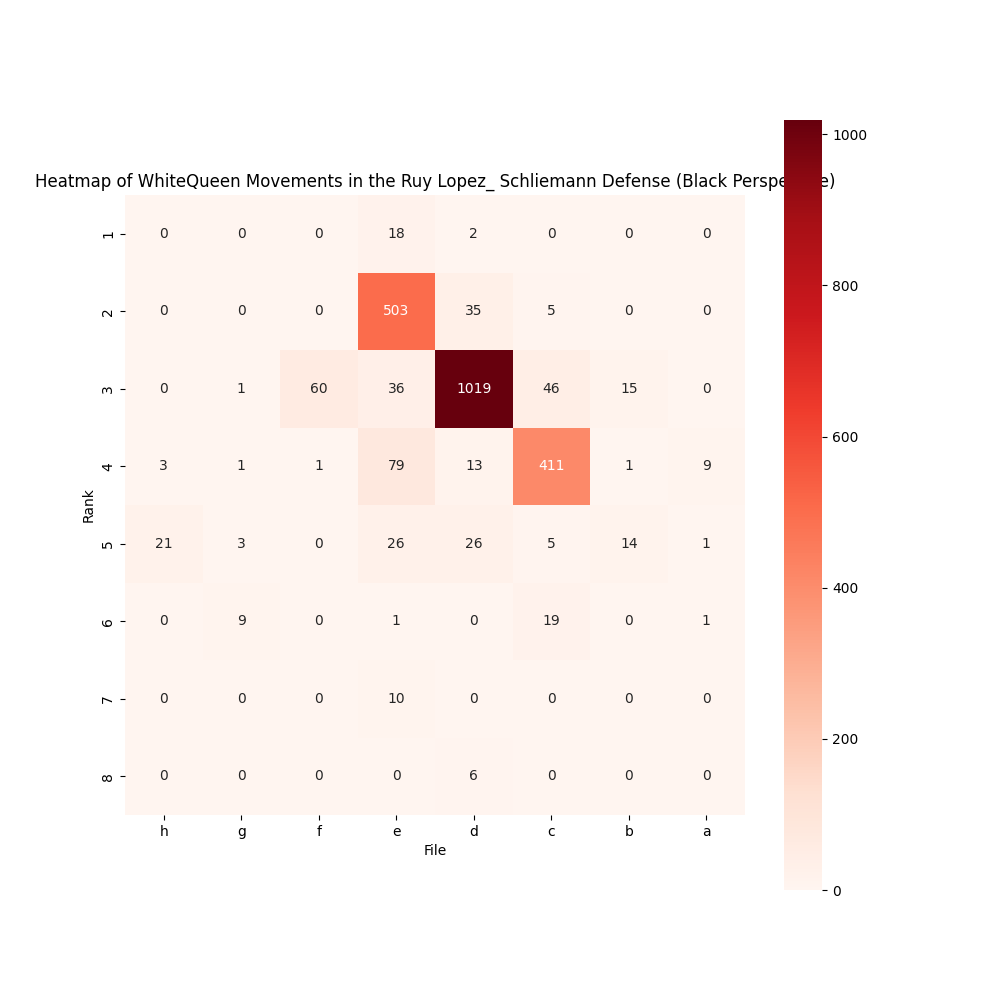 Heatmap of WhiteQueen Movements in the Ruy Lopez_ Schliemann Defense (Black Perspe e)
1000
800
600
400
200
0
Rank
1 0 0 0 18 2 0 0 0
2 0 0 0 503 35 5 0 0
3 0 1 60 36 1019 46 15 0
4 3 1 1 79 13 411 1 9
5 21 3 0 26 26 5 14 1
6 0 9 0 1 0 19 0 1
7 0 0 0 10 0 0 0 0
8 0 0 0 0 6 0 0 0
h g f e d c b a
File